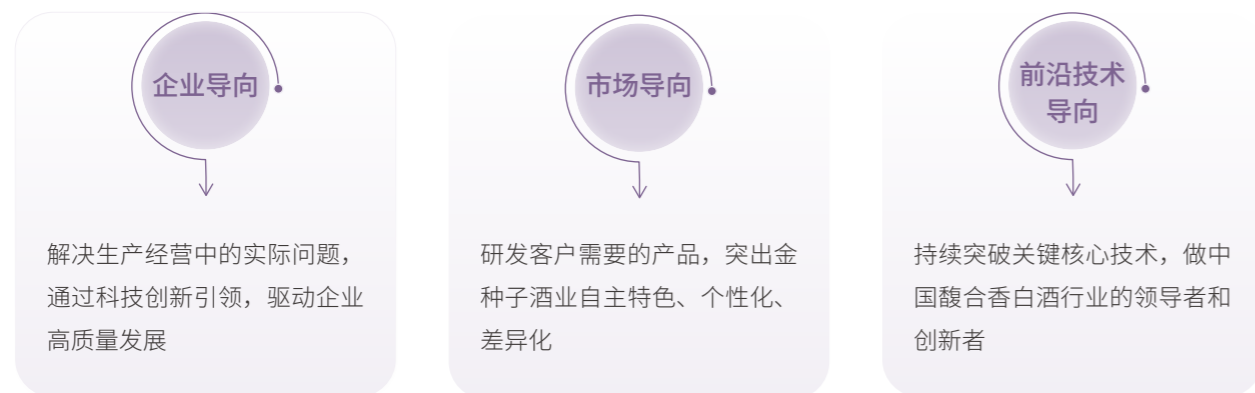 企业导向
解决生产经营中的实际问题，
通过科技创新引领，驱动企业
高质量发展
市场导向
研发客户需要的产品，突出金
种子酒业自主特色、个性化、
差异化
前沿技术
导向
持续突破关键核心技术，做中
国馥合香白酒行业的领导者和
创新者